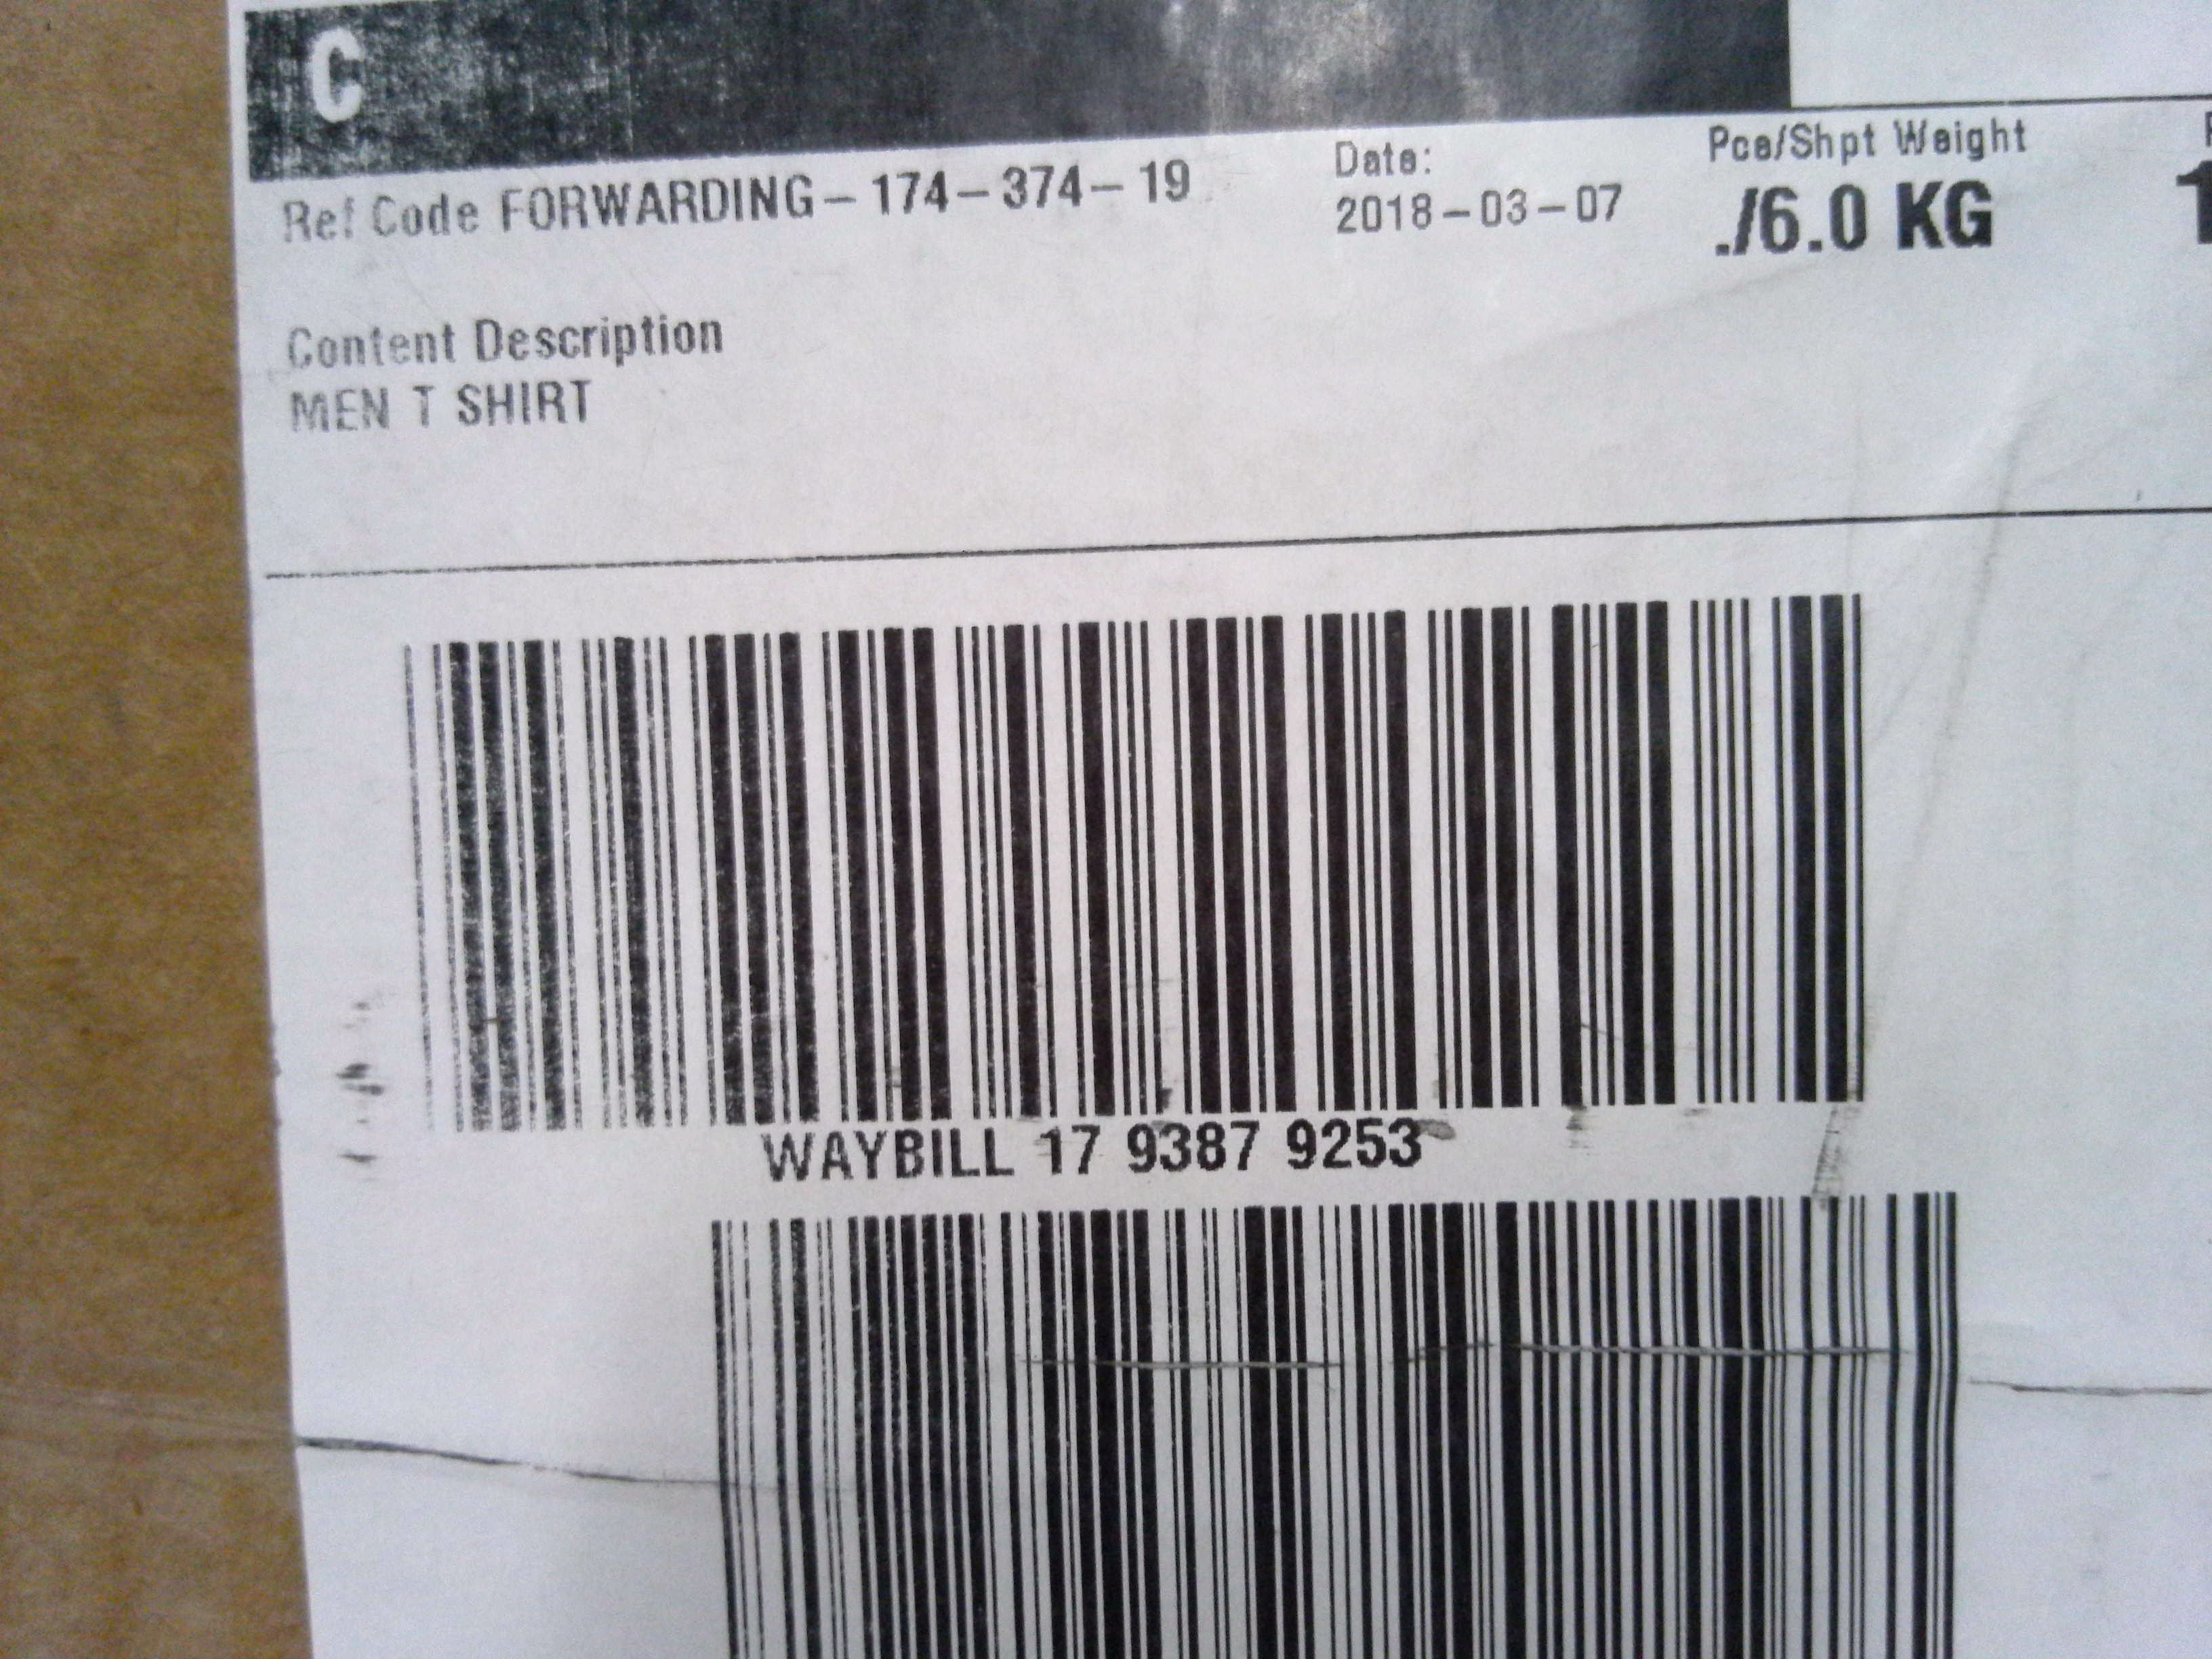 C
Ref Code FORWARDING-174-374-19
Date:
2018-03-07
Pce/Shpt Weight
./6.0 KG
Content Description
MEN T SHIRT
WAYBILL 17 9387 9253